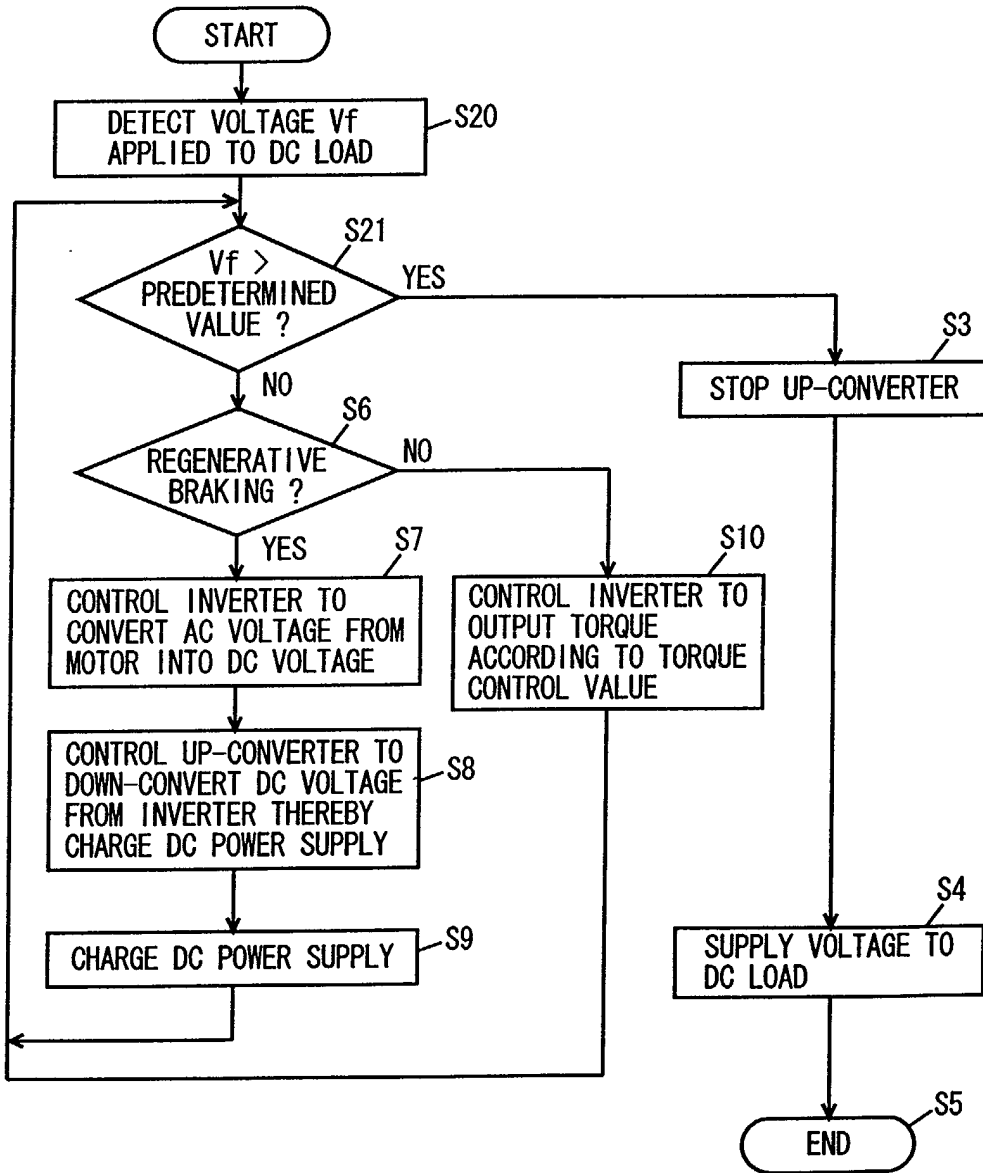 START
DETECT VOLTAGE Vf
APPLIED TO DC LOAD
S20
S21
Vf >
PREDETERMINED
VALUE ?
YES
NO
S3
STOP UP-CONVERTER
S6
REGENERATIVE
BRAKING ?
NO
YES
S7
CONTROL INVERTER TO
CONVERT AC VOLTAGE FROM
MOTOR INTO DC VOLTAGE
S10
CONTROL INVERTER TO
OUTPUT TORQUE
ACCORDING TO TORQUE
CONTROL VALUE
CONTROL UP-CONVERTER TO
DOWN-CONVERT DC VOLTAGE
FROM INVERTER THEREBY
CHARGE DC POWER SUPPLY
S8
CHARGE DC POWER SUPPLY
S9
S4
SUPPLY VOLTAGE TO
DC LOAD
S5
END